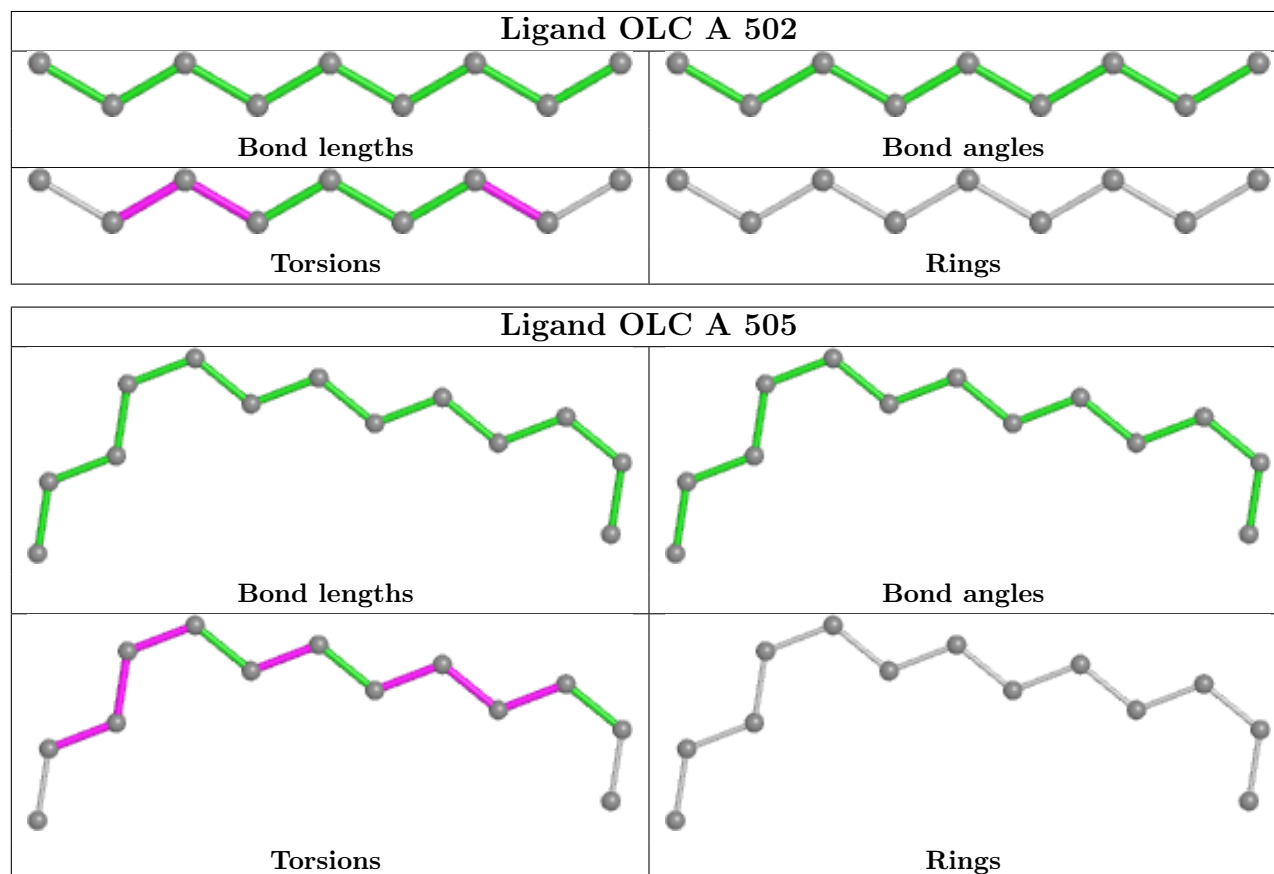 Ligand OLC A 502
Bond lengths
Bond angles
Torsions
Rings
Ligand OLC A 505
Bond lengths
Bond angles
Torsions
Rings